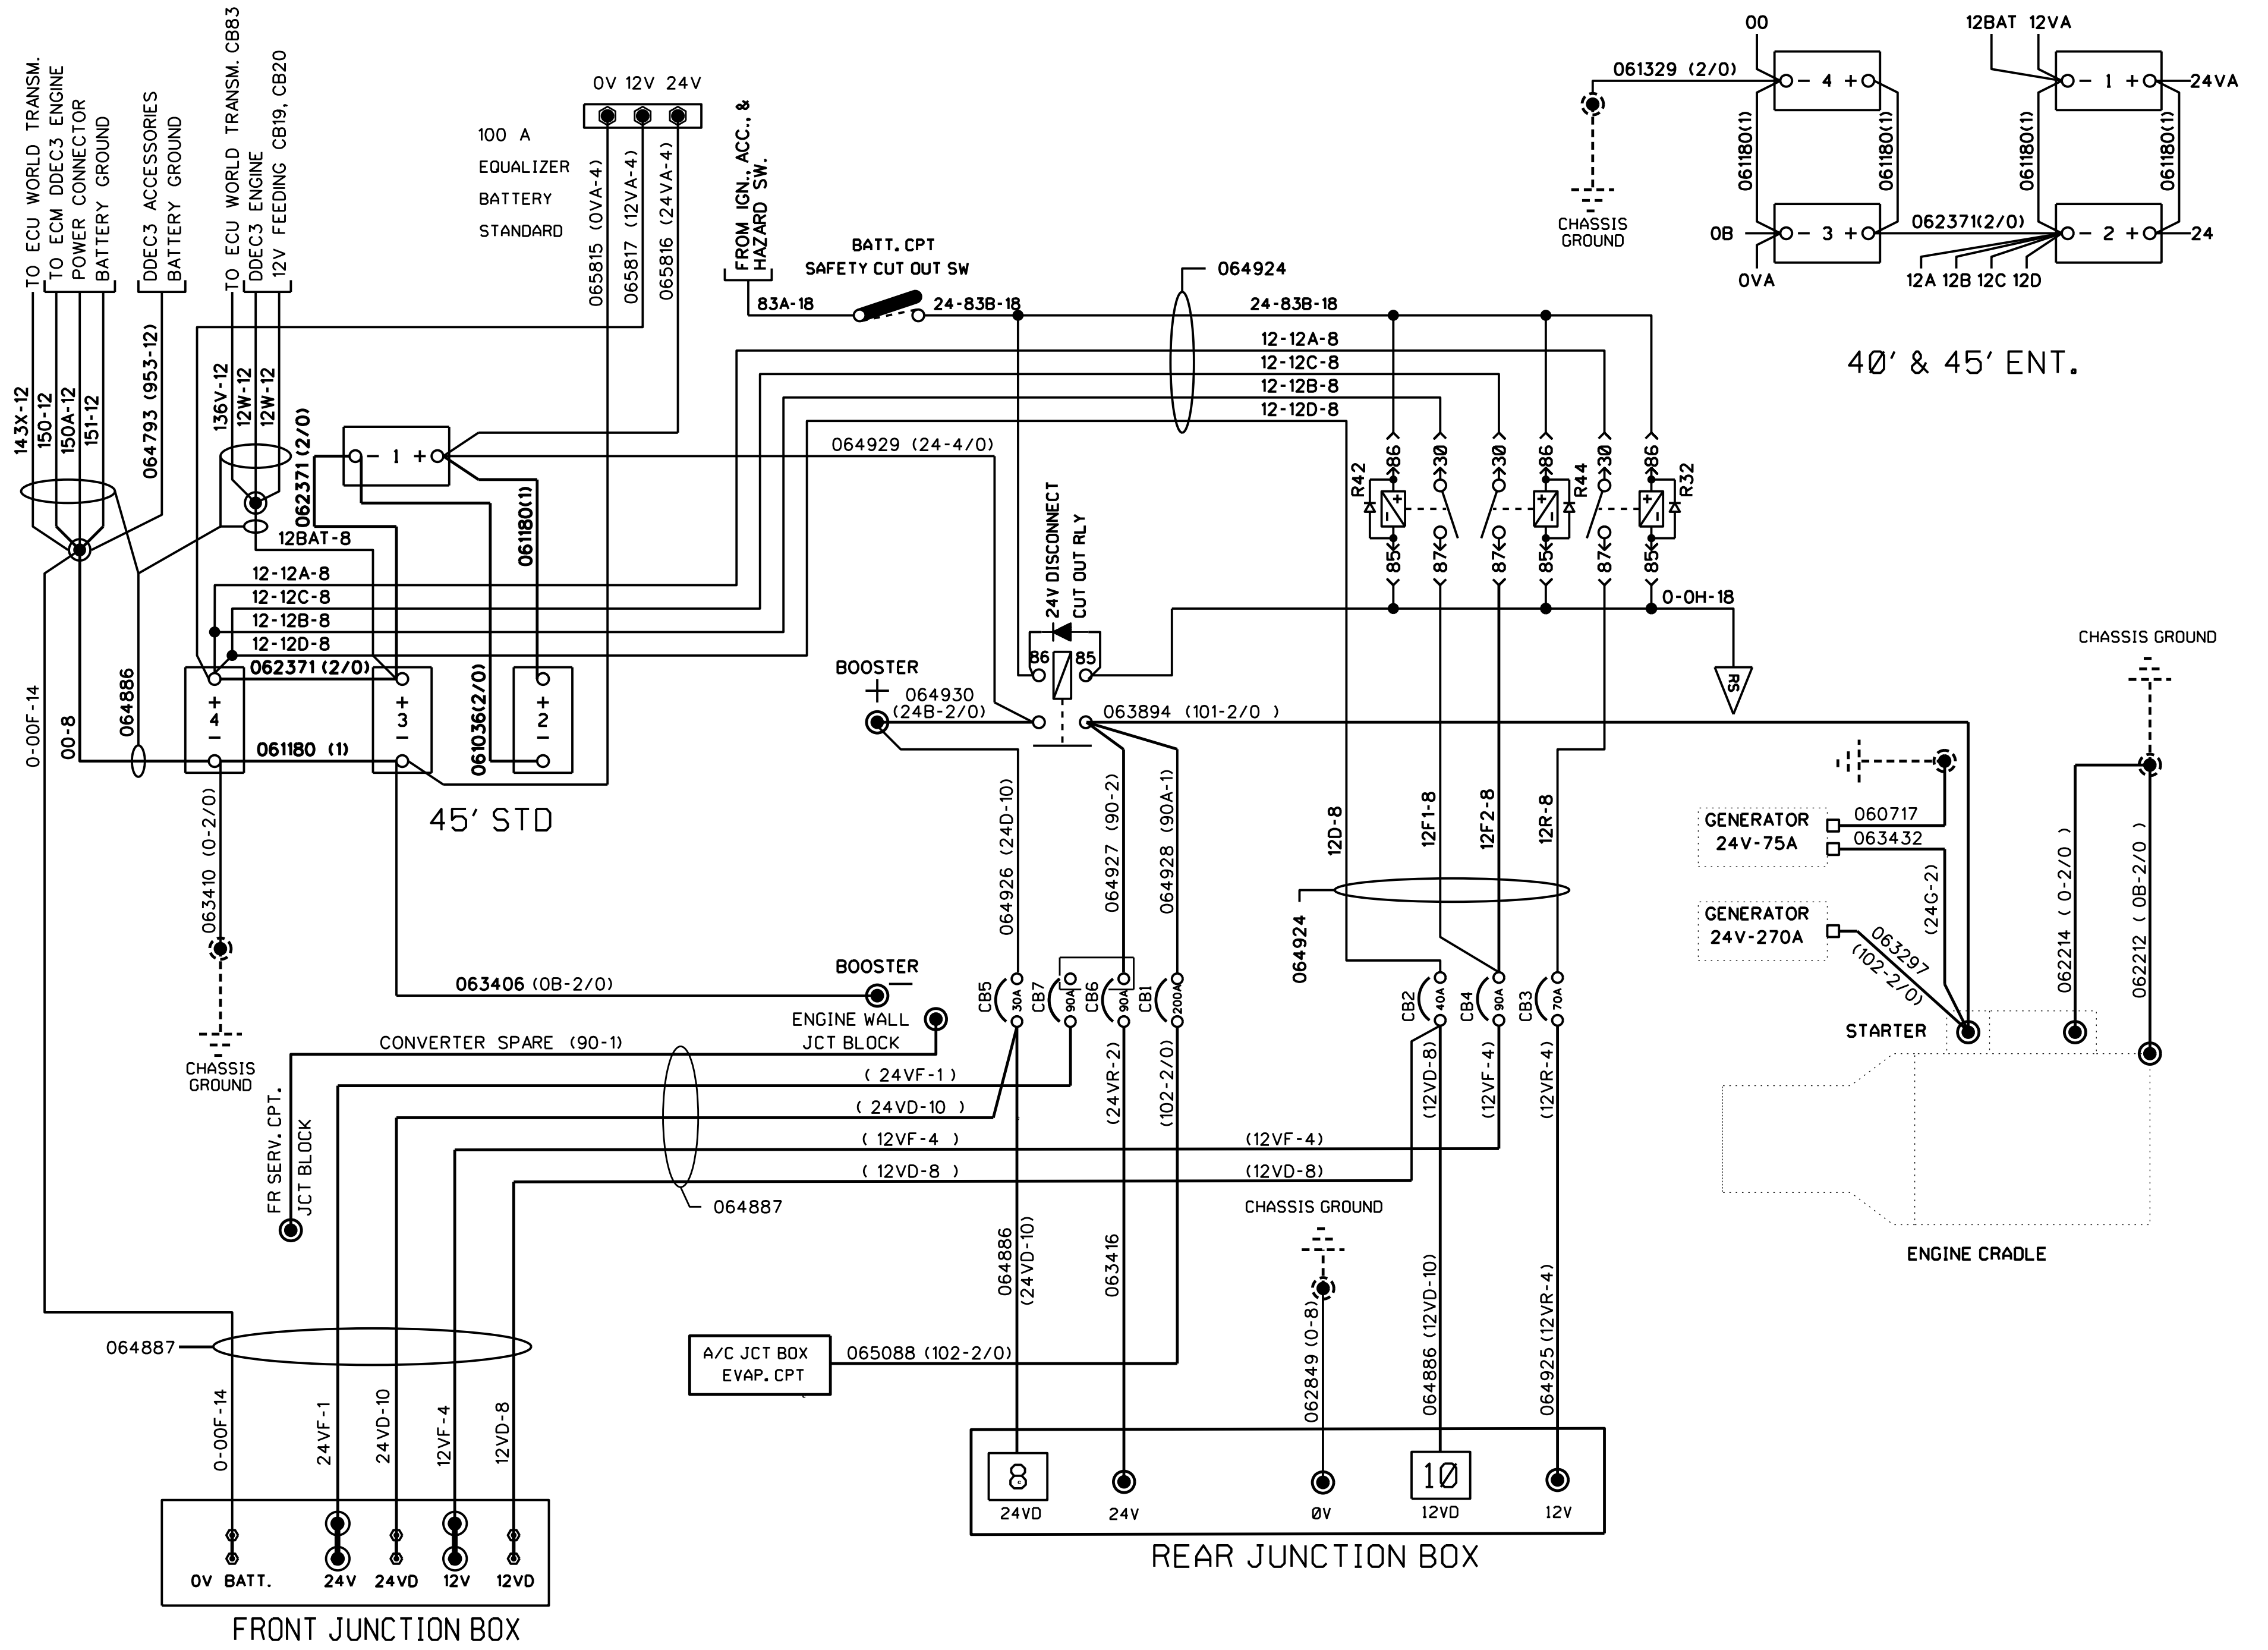 TO ECU WORLD TRANSM.
TO ECM DDEC3 ENGINE
POWER CONNECTOR
BATTERY GROUND
DDEC3 ACCESSORIES
BATTERY GROUND
TO ECU WORLD TRANSM. CB83
DDEC3 ENGINE
12V FEEDING CB19, CB20
0V 12V 24V
100 A
EQUALIZER
BATTERY
STANDARD
065815 (0VA-4)
065817 (12VA-4)
065816 (24VA-4)
FROM IGN., ACC., &
HAZARD SW.
BATT. CPT
SAFETY CUT OUT SW
83A-18
24-83B-18
24-83B-18
064924
12-12A-8
12-12C-8
12-12B-8
12-12D-8
00
061329 (2/0)
- 4 +
061180(1)
061180(1)
CHASSIS
GROUND
0B
- 3 +
0VA
062371(2/0)
12BAT 12VA
- 1 +
24VA
061180(1)
061180(1)
- 2 +
24
12A 12B 12C 12D
40' & 45' ENT.
143X-12
150-12
150A-12
151-12
064793 (953-12)
136V-12
12W-12
12W-12
062371 (2/0)
- 1 +
061180(1)
064929 (24-4/0)
12BAT-8
12-12A-8
12-12C-8
12-12B-8
12-12D-8
062371 (2/0)
0-00F-14
00-8
064886
+
4
-
+
3
-
+
2
-
061180 (1)
061036(2/0)
45' STD
24V DISCONNECT
CUT OUT RLY
86
85
R42
86
85
30
87
30
87
86
85
R44
30
87
86
85
R32
+
-
+
-
+
-
0-0H-18
RS
BOOSTER
+
064930
(24B-2/0)
063894 (101-2/0 )
CHASSIS GROUND
063410 (0-2/0)
CHASSIS
GROUND
064926 (24D-10)
064927 (90-2)
064928 (90A-1)
12D-8
12F1-8
12F2-8
12R-8
064924
GENERATOR
24V-75A
060717
063432
(24G-2)
GENERATOR
24V-270A
063297
(102-2/0)
062214 ( 0-2/0 )
062212 ( 0B-2/0 )
STARTER
ENGINE CRADLE
063406 (0B-2/0)
BOOSTER
-
ENGINE WALL
JCT BLOCK
CONVERTER SPARE (90-1)
FR SERV. CPT.
JCT BLOCK
CB5
30A
CB7
90A
CB6
90A
CB1
200A
CB2
40A
CB4
90A
CB3
70A
( 24VF-1 )
( 24VD-10 )
( 12VF-4 )
( 12VD-8 )
(12VF-4)
(12VD-8)
(24VR-2)
(102-2/0)
(12VD-8)
(12VF-4)
(12VR-4)
064887
CHASSIS GROUND
064886
(24VD-10)
063416
062849 (0-8)
064886 (12VD-10)
064925 (12VR-4)
064887
A/C JCT BOX
EVAP. CPT
065088 (102-2/0)
0-00F-14
24VF-1
24VD-10
12VF-4
12VD-8
8
24VD
24V
0V
10
12VD
12V
REAR JUNCTION BOX
0V BATT.
24V
24VD
12V
12VD
FRONT JUNCTION BOX